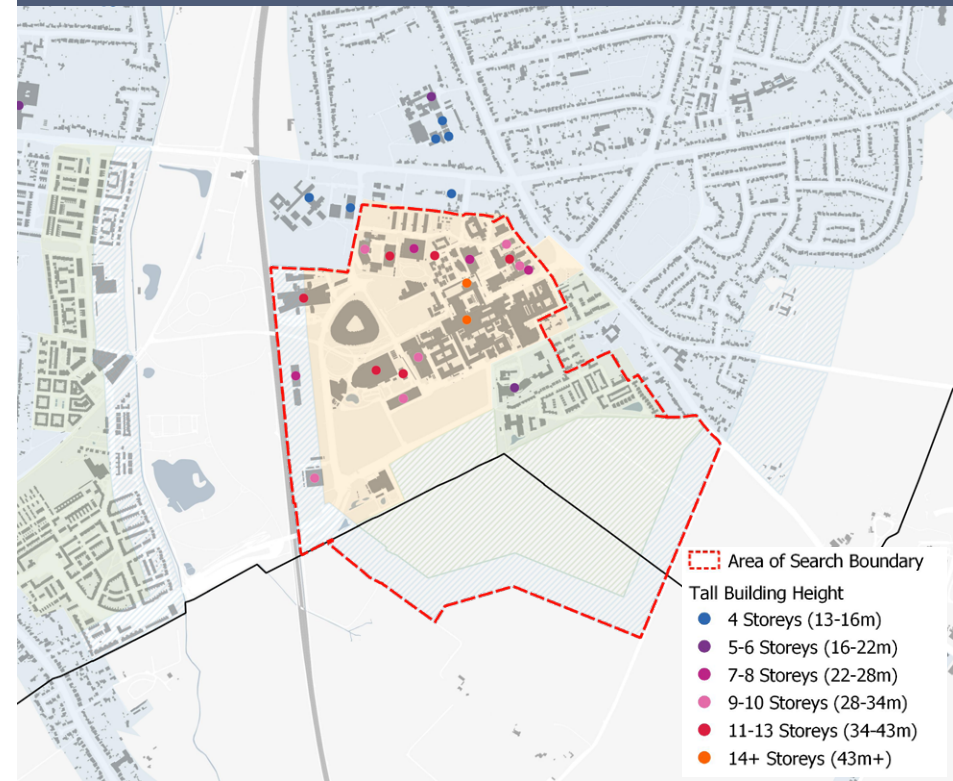 Area of Search Boundary
Tall Building Height
4 Storeys (13-16m)
5-6 Storeys (16-22m)
7-8 Storeys (22-28m)
9-10 Storeys (28-34m)
11-13 Storeys (34-43m)
14+ Storeys (43m+)